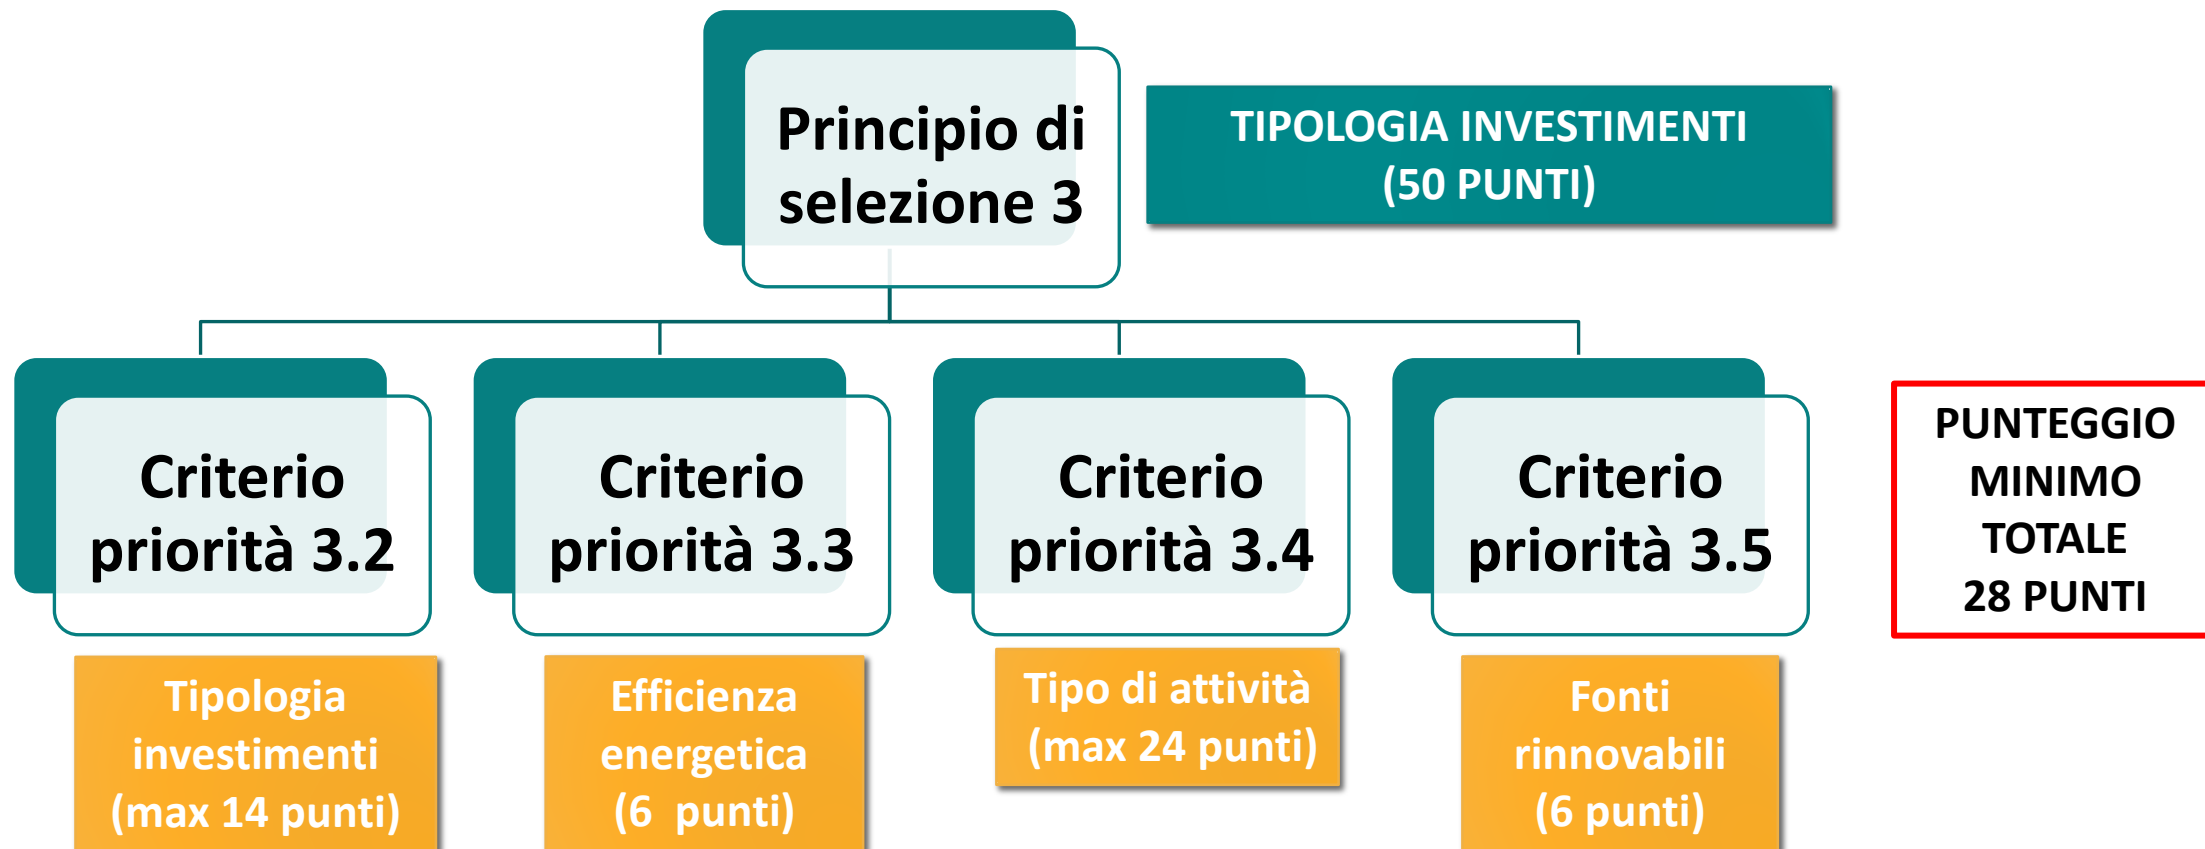 Principio di
selezione 3
TIPOLOGIA INVESTIMENTI
(50 PUNTI)
Criterio
priorità 3.2
Criterio
priorità 3.3
Criterio
priorità 3.4
Criterio
priorità 3.5
PUNTEGGIO
MINIMO
TOTALE
28 PUNTI
Tipologia
investimenti
(max 14 punti)
Efficienza
energetica
(6 punti)
Tipo di attività
(max 24 punti)
Fonti
rinnovabili
(6 punti)